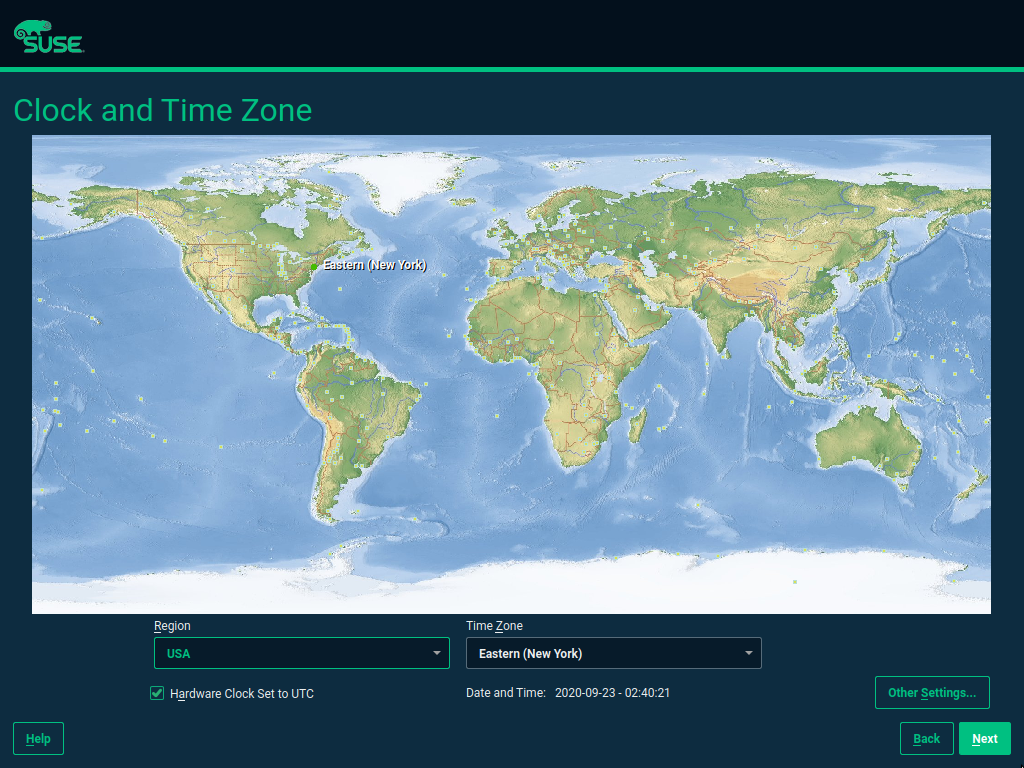 SUSE
Clock and Time Zone
Eastern (New York)
Region
Time Zone
USA
Eastern (New York)
Hardware Clock Set to UTC
Date and Time: 2020-09-23 - 02:40:21
Other Settings...
Help
Back
Next